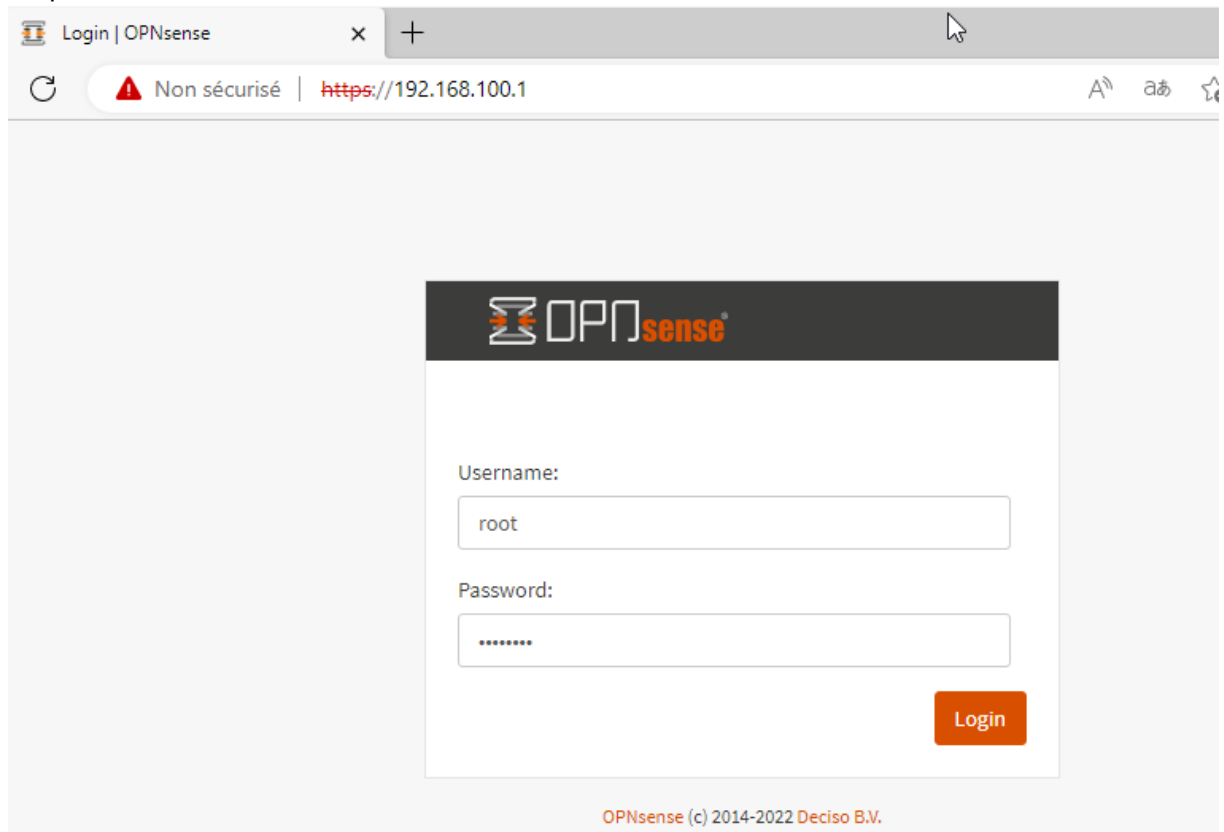 Login | OPNsense
Non sécurisé | https://192.168.100.1
OPNsense
Username:
root
Password:
••••••••
Login
OPNsense (c) 2014-2022 Deciso B.V.